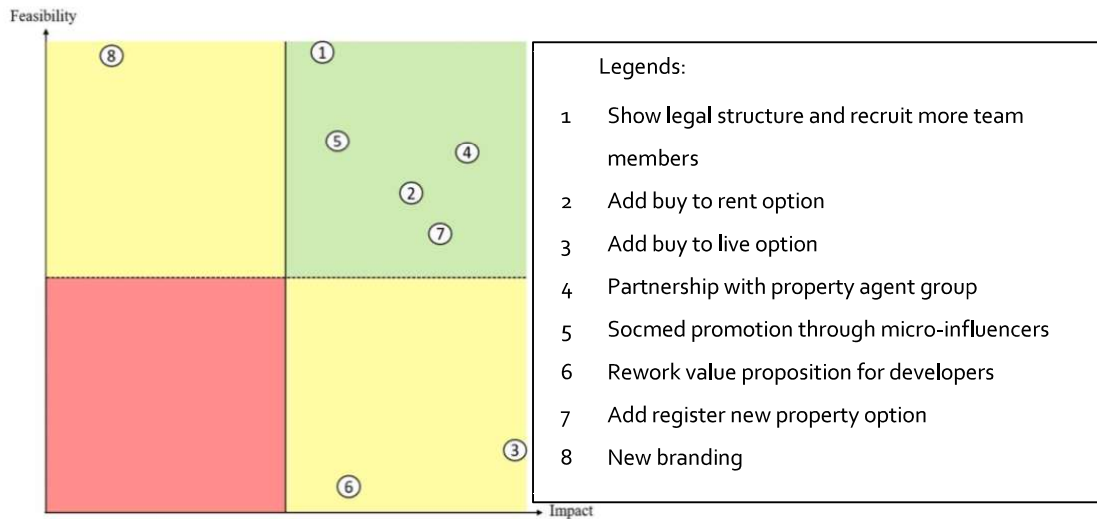 Feasibility
8
1
5
4
2
7
3
6
Impact
Legends:
1 Show legal structure and recruit more team
members
2 Add buy to rent option
3 Add buy to live option
4 Partnership with property agent group
5 Socmed promotion through micro-influencers
6 Rework value proposition for developers
7 Add register new property option
8 New branding